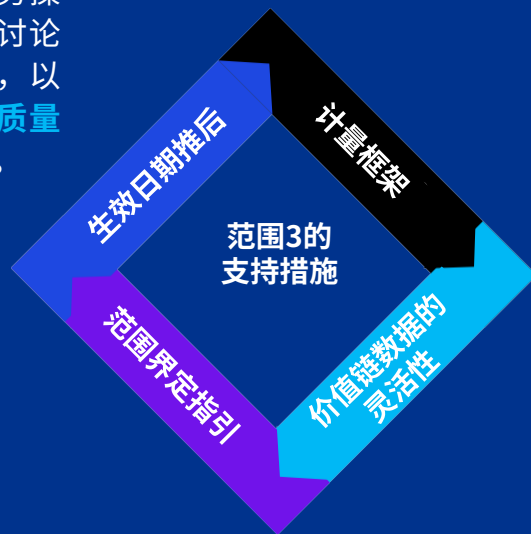 讨论
，以
质量
生效日期推后
计量框架
范围3的
支持措施
范围界定指引
价值链数据的
灵活性